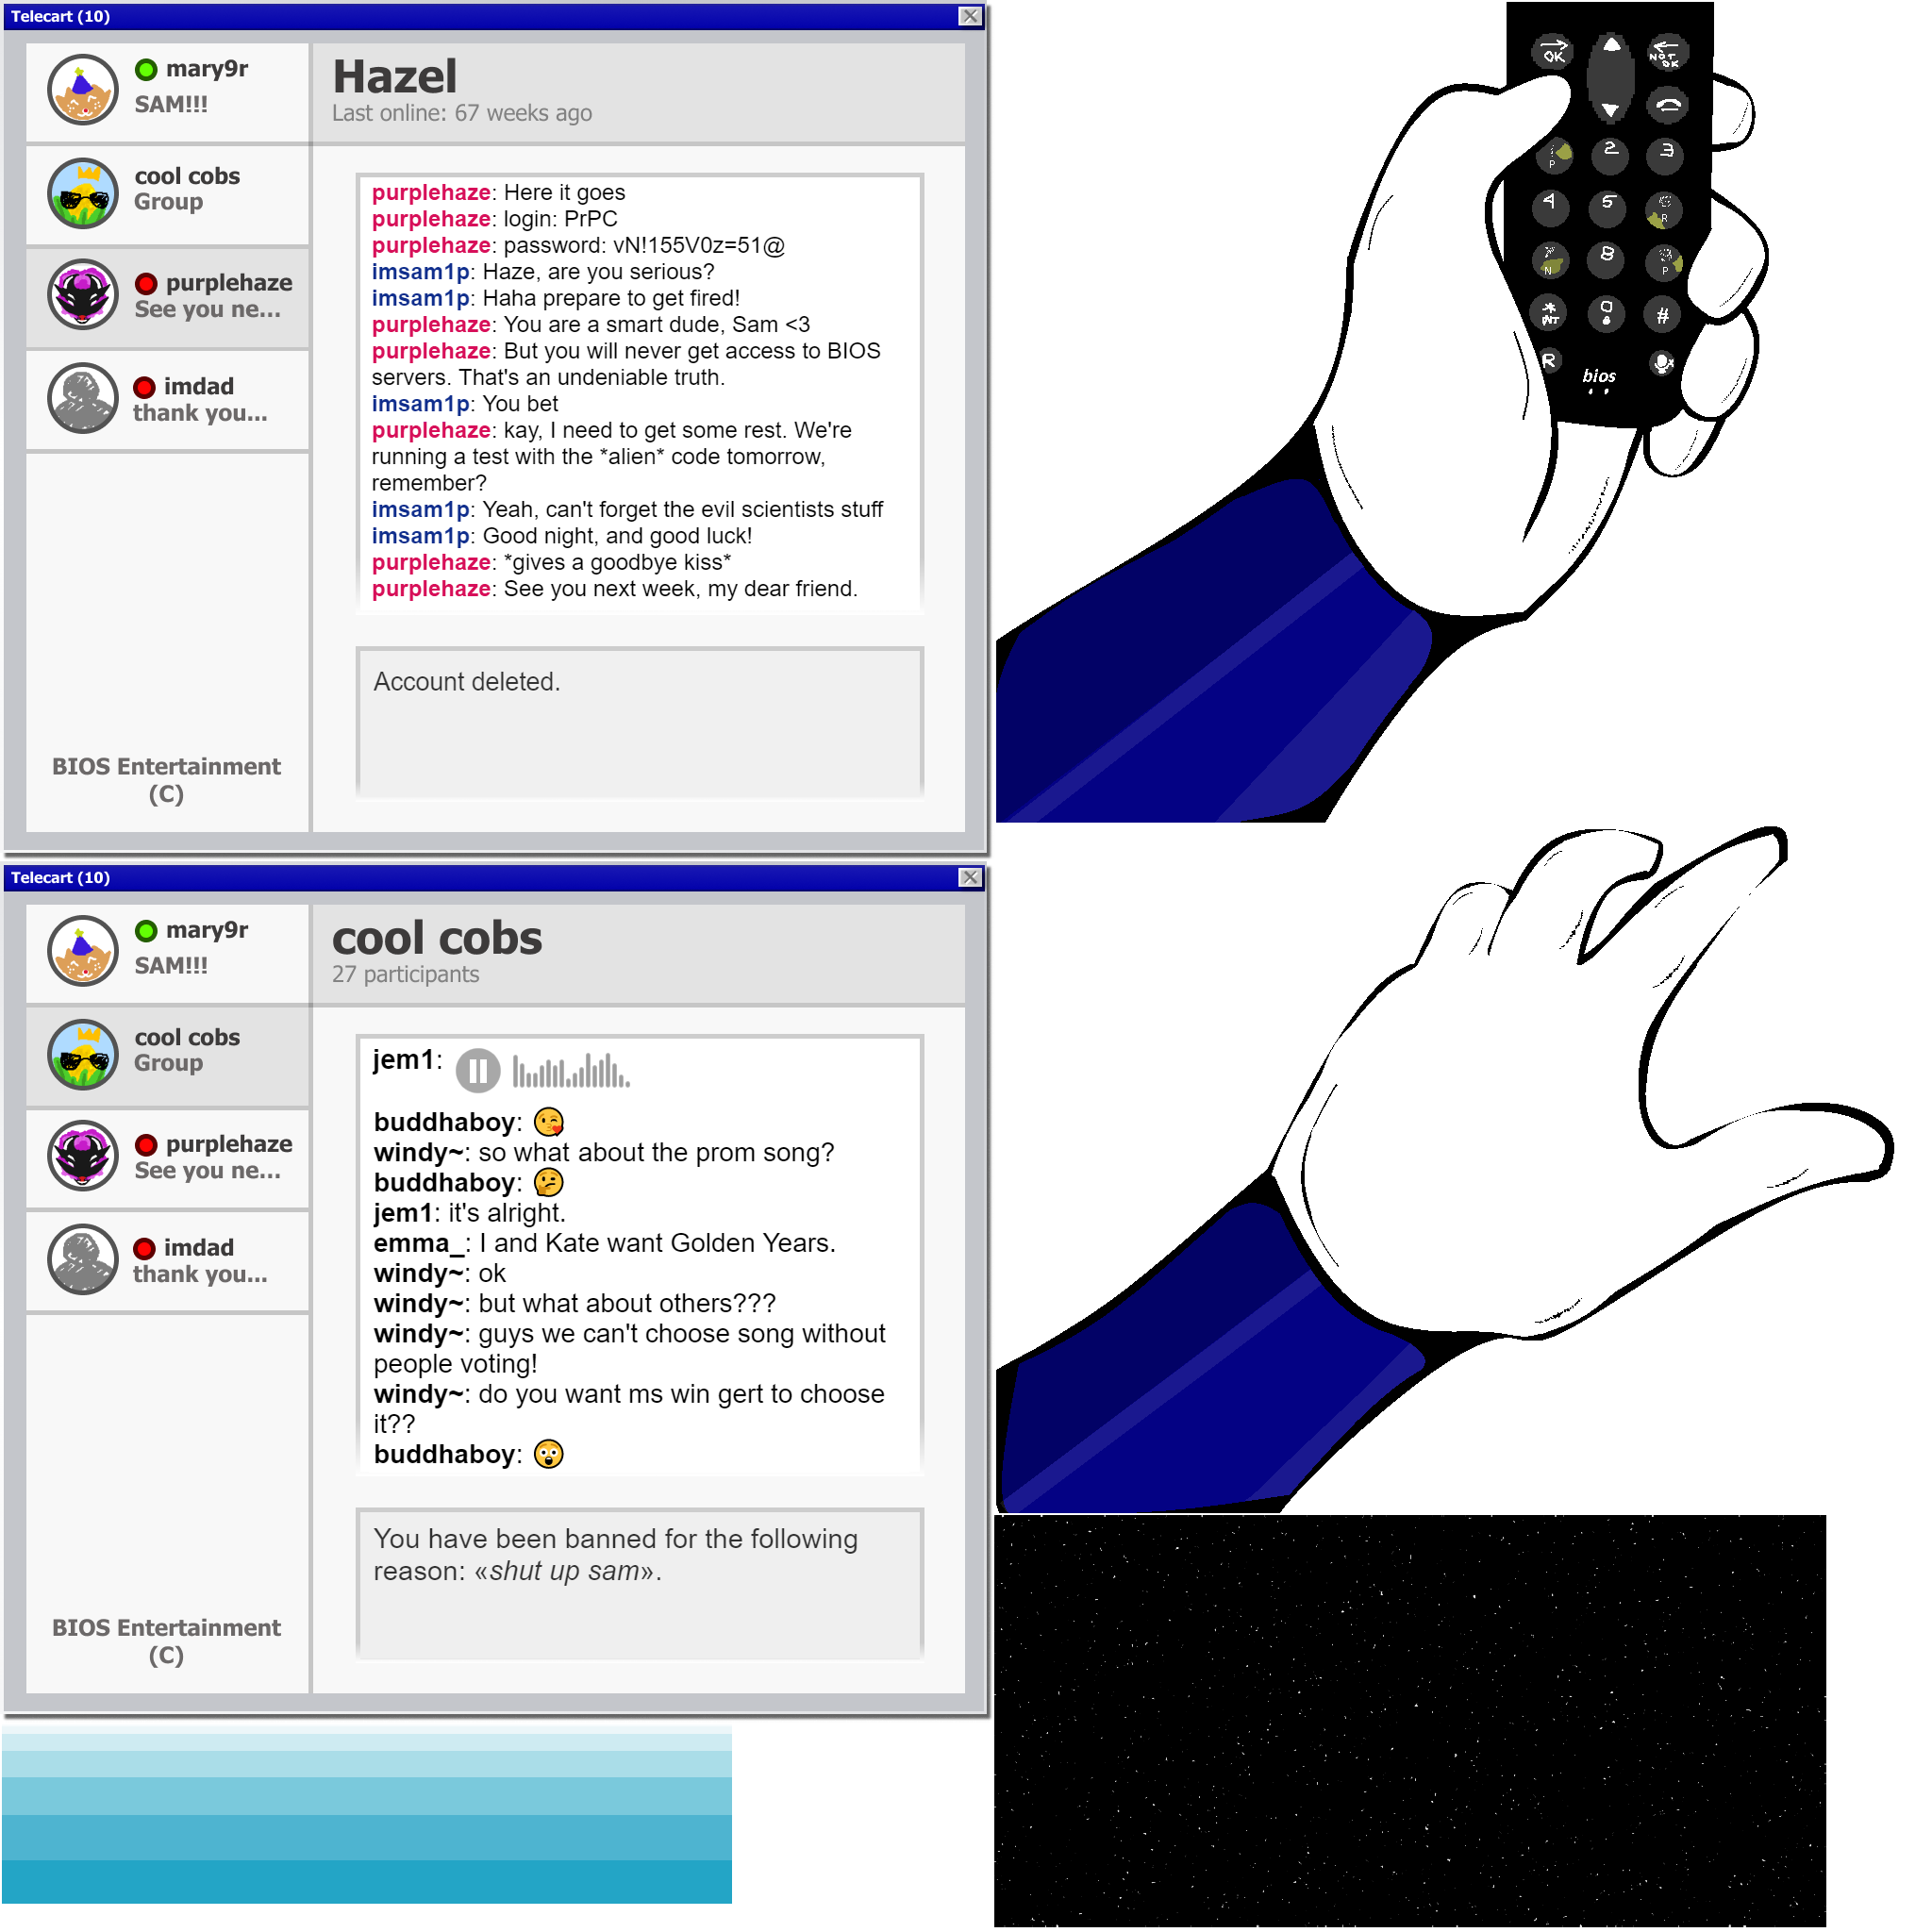 Telecart (10)
mary9r
SAM!!!
cool cobs
Group
purplehaze
See you ne...
imdad
thank you...
BIOS Entertainment
(C)
Hazel
Last online: 67 weeks ago
purplehaze: Here it goes
purplehaze: login: PrPC
purplehaze: password: vN!155V0z=51@
imsam1p: Haze, are you serious?
imsam1p: Haha prepare to get fired!
purplehaze: You are a smart dude, Sam <3
purplehaze: But you will never get access to BIOS
servers. That's an undeniable truth.
imsam1p: You bet
purplehaze: kay, I need to get some rest. We're
running a test with the *alien* code tomorrow,
remember?
imsam1p: Yeah, can't forget the evil scientists stuff
imsam1p: Good night, and good luck!
purplehaze: *gives a goodbye kiss*
purplehaze: See you next week, my dear friend.
Account deleted.
OK
NOT OK
2
3
4
5
R
N
8
P
0
#
R
bios
Telecart (10)
mary9r
SAM!!!
cool cobs
Group
purplehaze
See you ne...
imdad
thank you...
BIOS Entertainment
(C)
cool cobs
27 participants
jem1:
buddhaboy: 😘
windy~: so what about the prom song?
buddhaboy: 🤔
jem1: it's alright.
emma_: I and Kate want Golden Years.
windy~: ok
windy~: but what about others???
windy~: guys we can't choose song without
people voting!
windy~: do you want ms win gert to choose
it??
buddhaboy: 😲
You have been banned for the following
reason: «shut up sam».